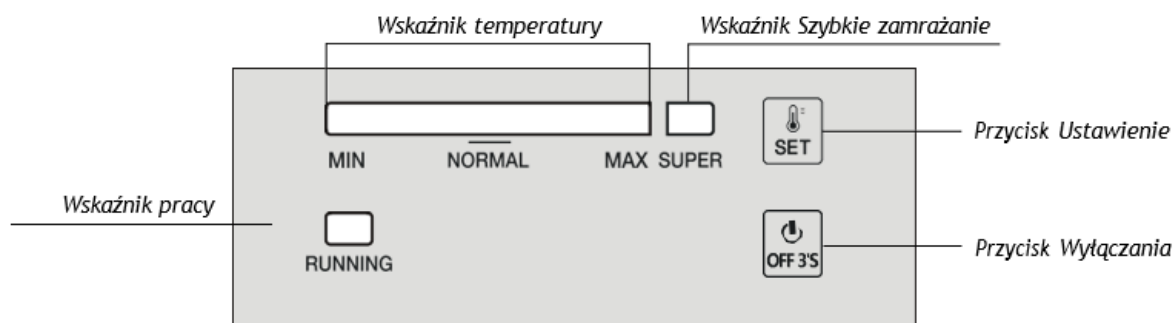 Wskaźnik temperatury
Wskaźnik Szybkie zamrażanie
MIN NORMAL MAX SUPER
SET
Przycisk Ustawienie
Wskaźnik pracy
RUNNING
OFF 3'S
Przycisk Wyłączania